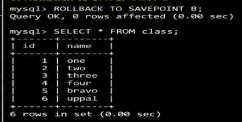 mysql> ROLLBACK TO SAVEPOINT B;
Query OK, 0 rows affected (0.00 sec)
mysql> SELECT * FROM class;
+------+--------+
| id   | name   |
+------+--------+
|    1 | one    |
|    2 | two    |
|    3 | three  |
|    4 | four   |
|    5 | bravo  |
|    6 | uppal  |
+------+--------+
6 rows in set (0.00 sec)